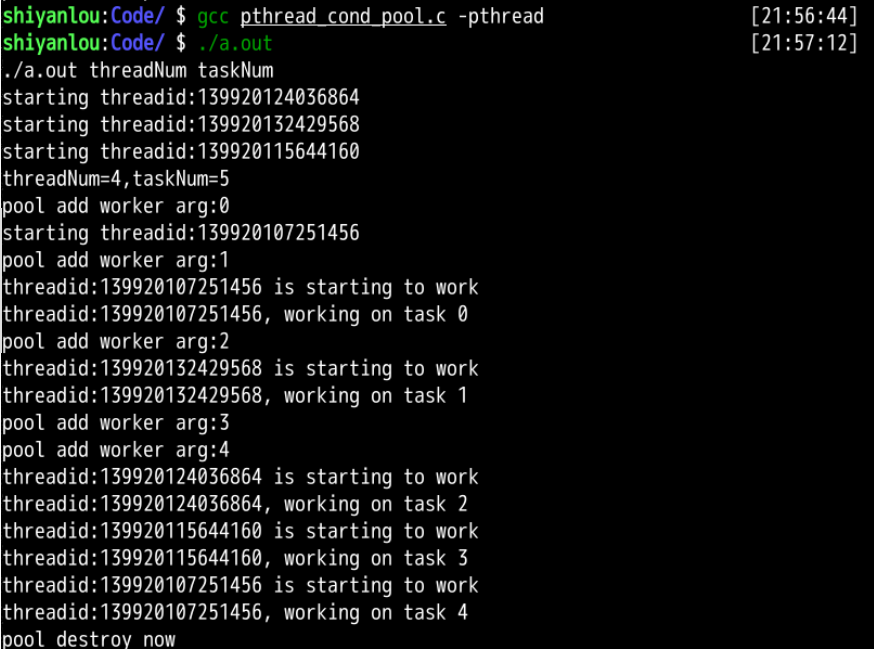 shiyanlou:Code/ $ gcc pthread_cond_pool.c -pthread [21:56:44]
shiyanlou:Code/ $ ./a.out [21:57:12]
./a.out threadNum taskNum
starting threadid:139920124036864
starting threadid:139920132429568
starting threadid:139920115644160
threadNum=4,taskNum=5
pool add worker arg:0
starting threadid:139920107251456
pool add worker arg:1
threadid:139920107251456 is starting to work
threadid:139920107251456, working on task 0
pool add worker arg:2
threadid:139920132429568 is starting to work
threadid:139920132429568, working on task 1
pool add worker arg:3
pool add worker arg:4
threadid:139920124036864 is starting to work
threadid:139920124036864, working on task 2
threadid:139920115644160 is starting to work
threadid:139920115644160, working on task 3
threadid:139920107251456 is starting to work
threadid:139920107251456, working on task 4
pool destroy now